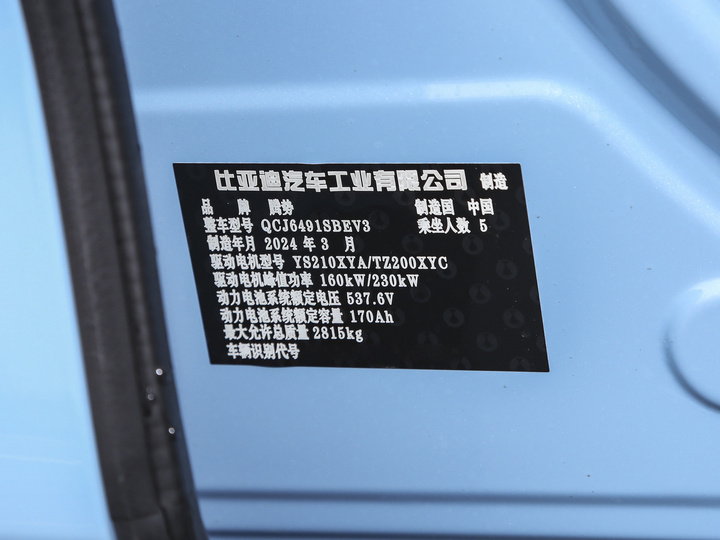 比亚迪汽车工业有限公司 制造
品 牌 腾势 制造国 中国
整车型号 QCJ6491SBEV3 乘坐人数 5
制造年月 2024 年 3 月
驱动电机型号 YS210XYA/TZ200XYC
驱动电机峰值功率 160kW/230kW
动力电池系统额定电压 537.6V
动力电池系统额定容量 170Ah
最大允许总质量 2815kg
车辆识别代号